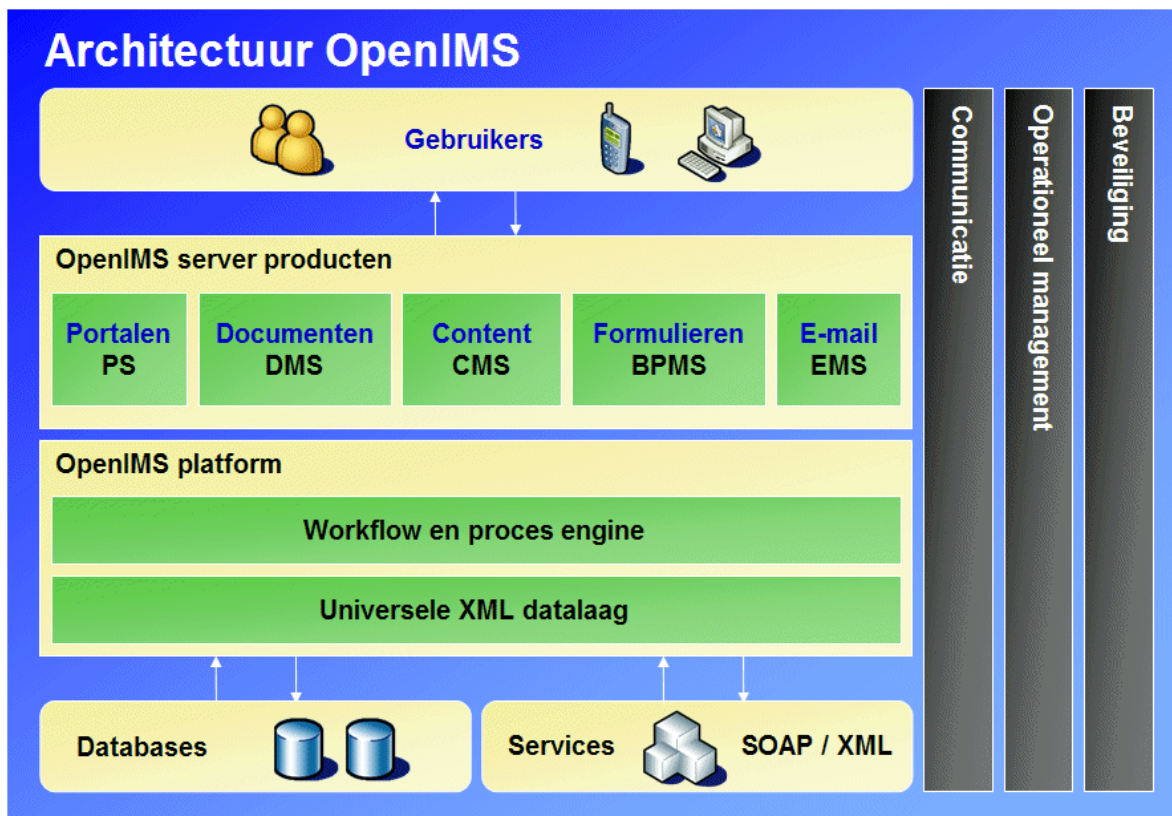 Architectuur OpenIMS
Gebruikers
OpenIMS server producten
Portalen
PS
Documenten
DMS
Content
CMS
Formulieren
BPMS
E-mail
EMS
OpenIMS platform
Workflow en proces engine
Universele XML datalaag
Databases
Services
SOAP / XML
Communicatie
Operationeel management
Beveiliging